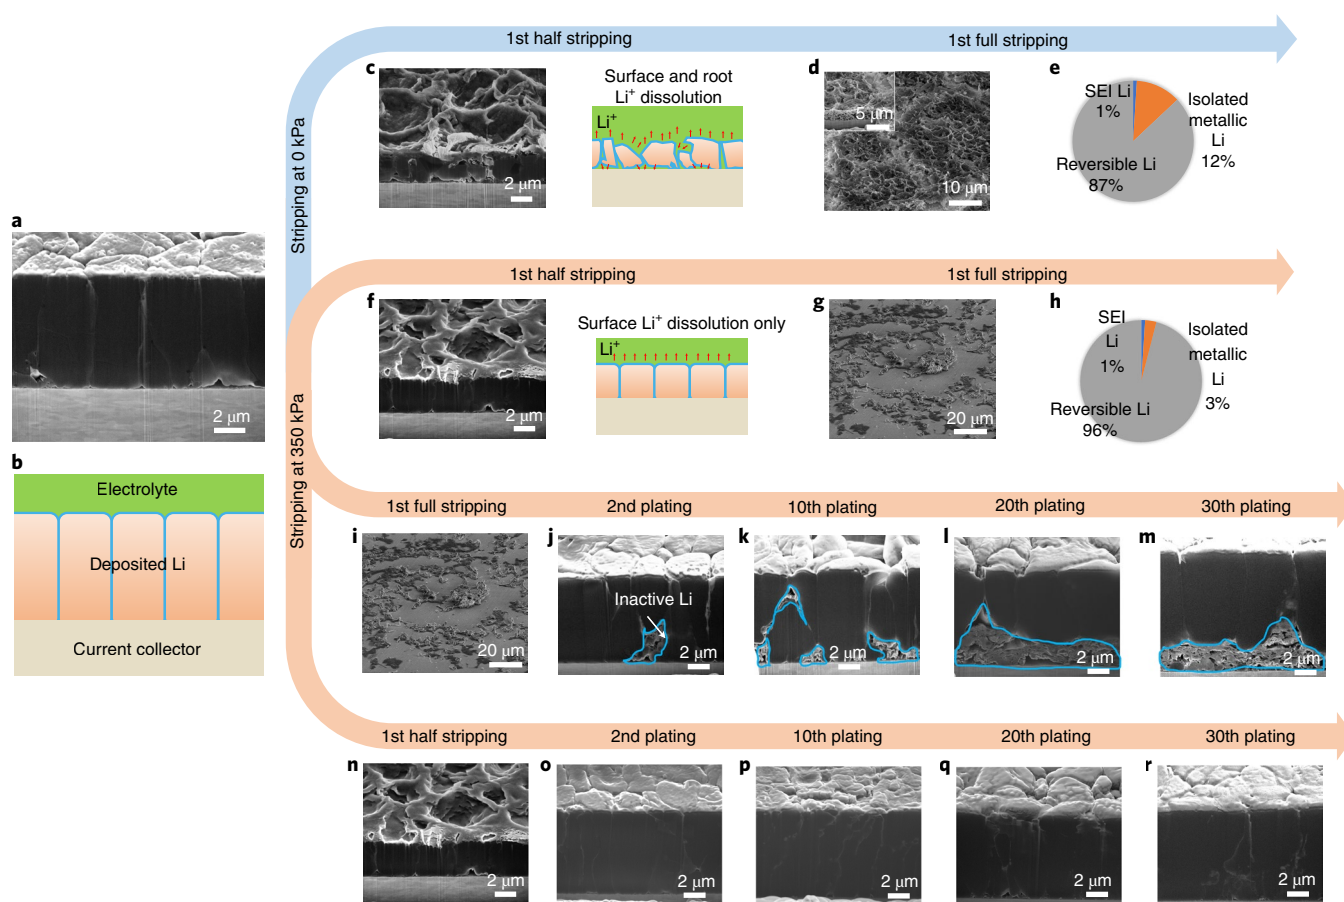 1st half stripping
1st full stripping
Stripping at 0 kPa
c
2 μm
Surface and root
Li⁺ dissolution
Li⁺
d
5 μm
10 μm
e
SEI Li
1%
Isolated
metallic
Li
12%
Reversible Li
87%
a
2 μm
b
Electrolyte
Deposited Li
Current collector
Stripping at 350 kPa
1st half stripping
1st full stripping
f
2 μm
Surface Li⁺ dissolution only
Li⁺
g
20 μm
h
SEI
Li
1%
Isolated
metallic
Li
3%
Reversible Li
96%
1st full stripping
2nd plating
10th plating
20th plating
30th plating
i
20 μm
j
Inactive Li
2 μm
k
2 μm
l
2 μm
m
2 μm
1st half stripping
2nd plating
10th plating
20th plating
30th plating
n
2 μm
o
2 μm
p
2 μm
q
2 μm
r
2 μm